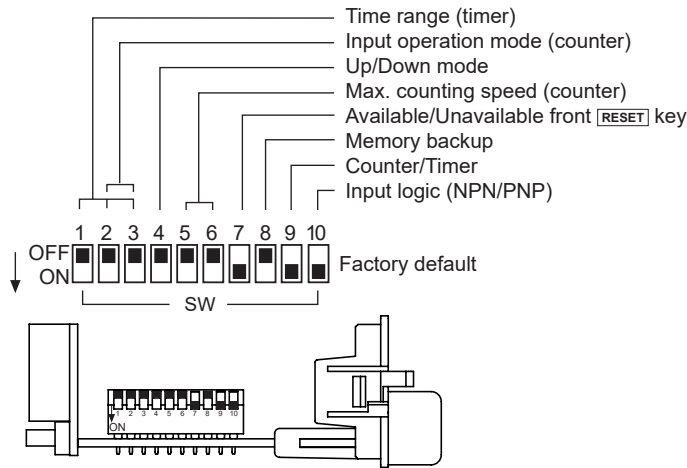 Time range (timer)
Input operation mode (counter)
Up/Down mode
Max. counting speed (counter)
Available/Unavailable front RESET key
Memory backup
Counter/Timer
Input logic (NPN/PNP)
1 2 3 4 5 6 7 8 9 10
OFF
ON
Factory default
SW
1 2 3 4 5 6 7 8 9 10
ON